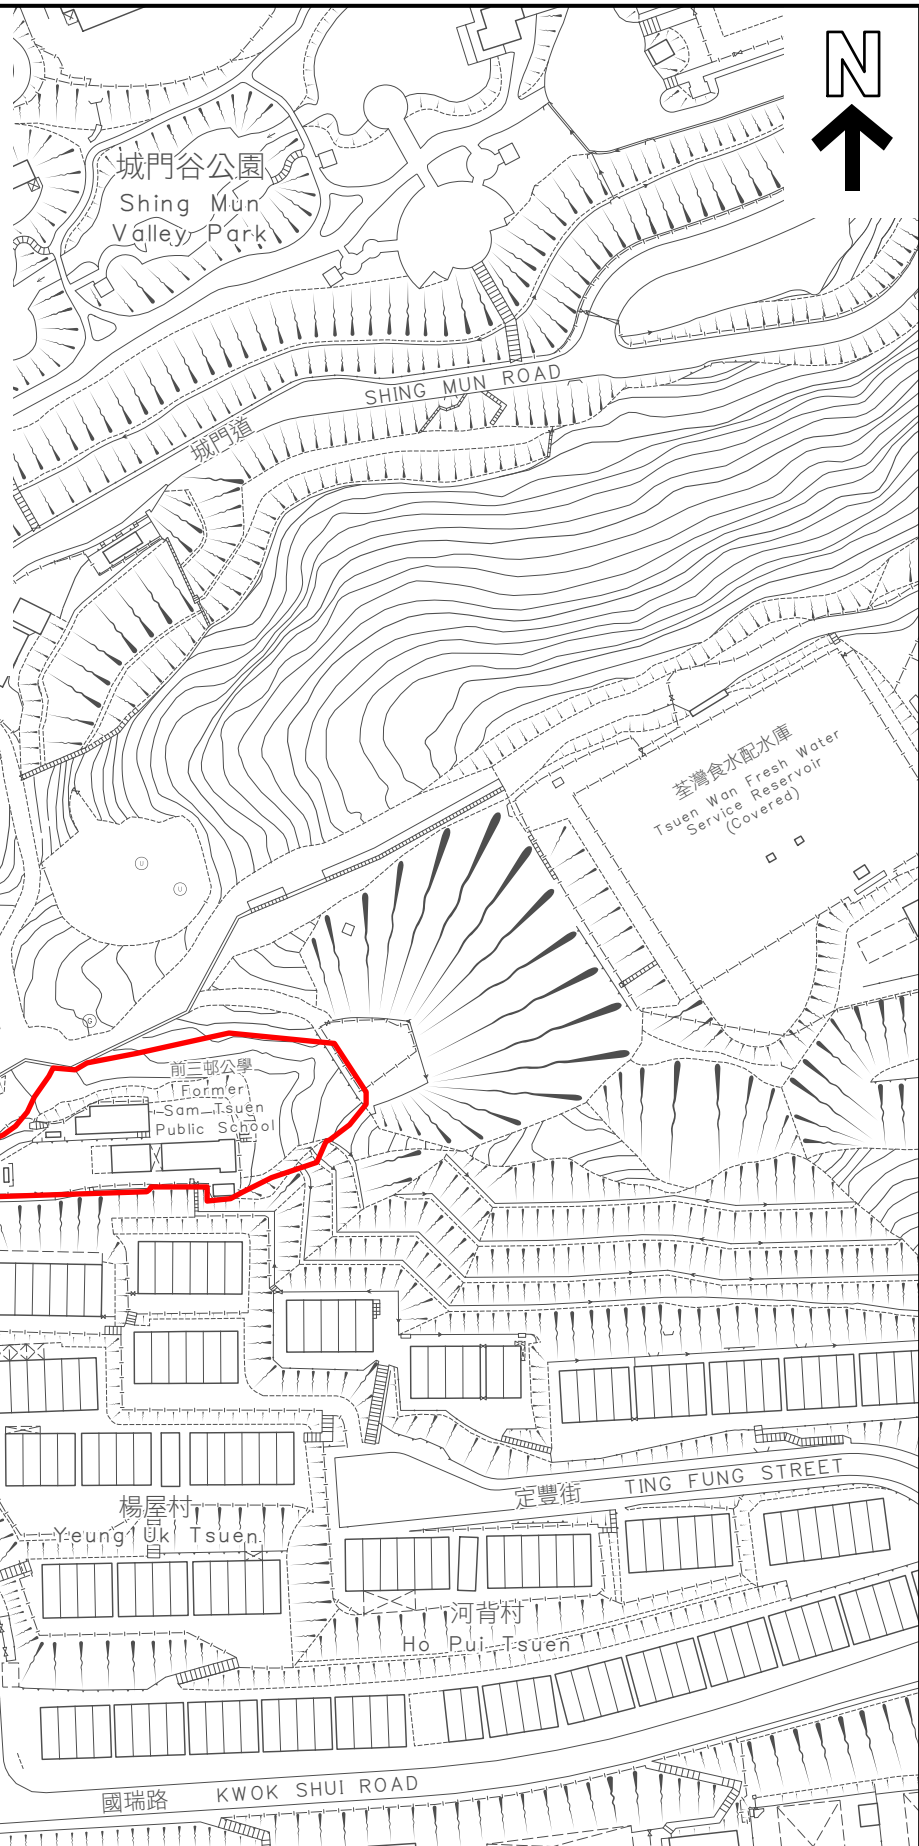 N
城門谷公園
Shing Mun
Valley Park
SHING MUN ROAD
城門道
荃灣食水配水庫
Tsuen Wan Fresh Water
Service Reservoir
(Covered)
U
U
G
前三邨公學
Former
Sam Tsuen
Public School
定豐街
TING FUNG STREET
楊屋村
Yeung Uk Tsuen
河背村
Ho Pui Tsuen
國瑞路
KWOK SHUI ROAD